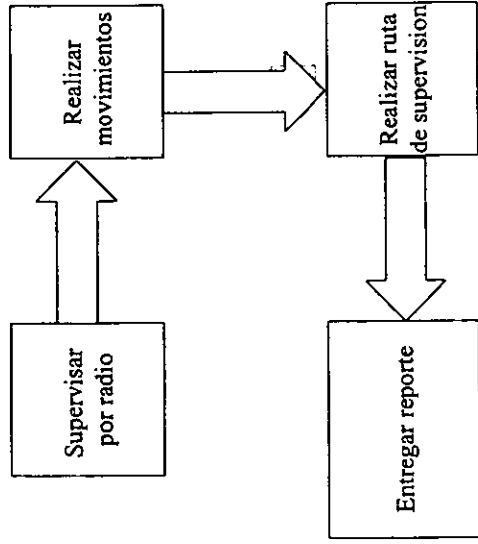 Supervisar
por radio
Realizar
movimientos
Realizar ruta
de supervision
Entregar reporte